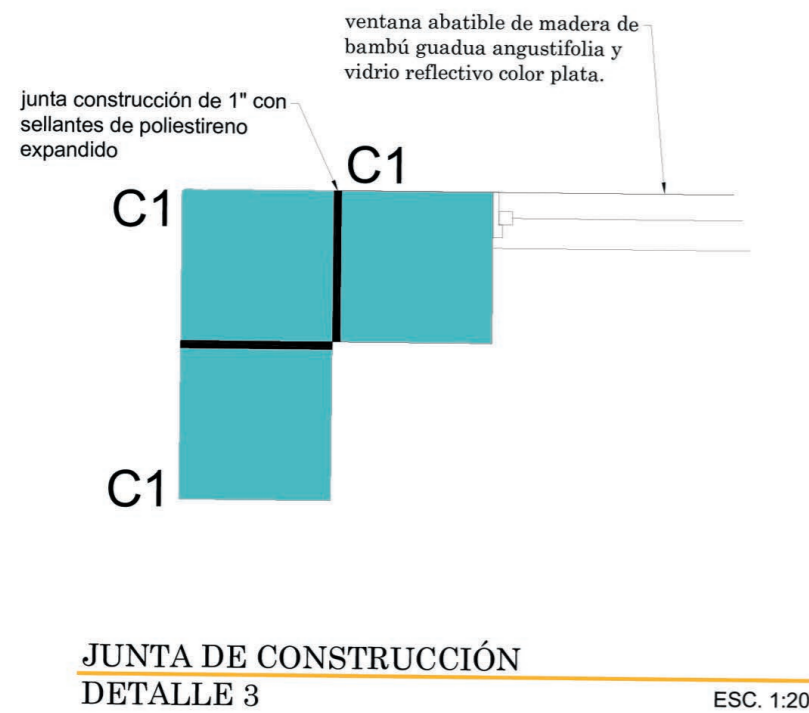 ventana abatible de madera de
bambú guadua angustifolia y
vidrio reflectivo color plata.
junta construcción de 1" con
sellantes de poliestireno
expandido
C1
C1
C1
JUNTA DE CONSTRUCCIÓN
DETALLE 3
ESC. 1:20